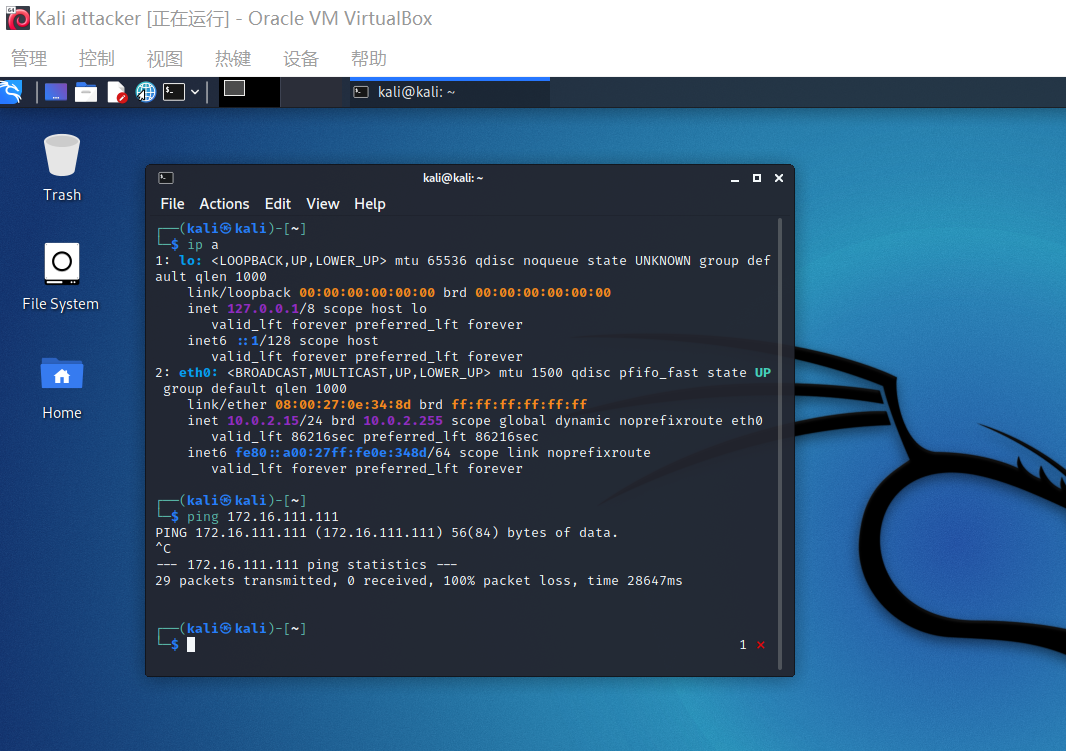 Kali attacker [正在运行] - Oracle VM VirtualBox
管理 控制 视图 热键 设备 帮助
kali@kali: ~
Trash
File System
Home
kali@kali: ~
File Actions Edit View Help
┌──(kali㉿kali)-[~]
└─$ ip a
1: lo: <LOOPBACK,UP,LOWER_UP> mtu 65536 qdisc noqueue state UNKNOWN group def
ault qlen 1000
link/loopback 00:00:00:00:00:00 brd 00:00:00:00:00:00
inet 127.0.0.1/8 scope host lo
valid_lft forever preferred_lft forever
inet6 ::1/128 scope host
valid_lft forever preferred_lft forever
2: eth0: <BROADCAST,MULTICAST,UP,LOWER_UP> mtu 1500 qdisc pfifo_fast state UP
group default qlen 1000
link/ether 08:00:27:0e:34:8d brd ff:ff:ff:ff:ff:ff
inet 10.0.2.15/24 brd 10.0.2.255 scope global dynamic noprefixroute eth0
valid_lft 86216sec preferred_lft 86216sec
inet6 fe80::a00:27ff:fe0e:348d/64 scope link noprefixroute
valid_lft forever preferred_lft forever
┌──(kali㉿kali)-[~]
└─$ ping 172.16.111.111
PING 172.16.111.111 (172.16.111.111) 56(84) bytes of data.
^C
--- 172.16.111.111 ping statistics ---
29 packets transmitted, 0 received, 100% packet loss, time 28647ms
┌──(kali㉿kali)-[~]
└─$ 1 ⨯